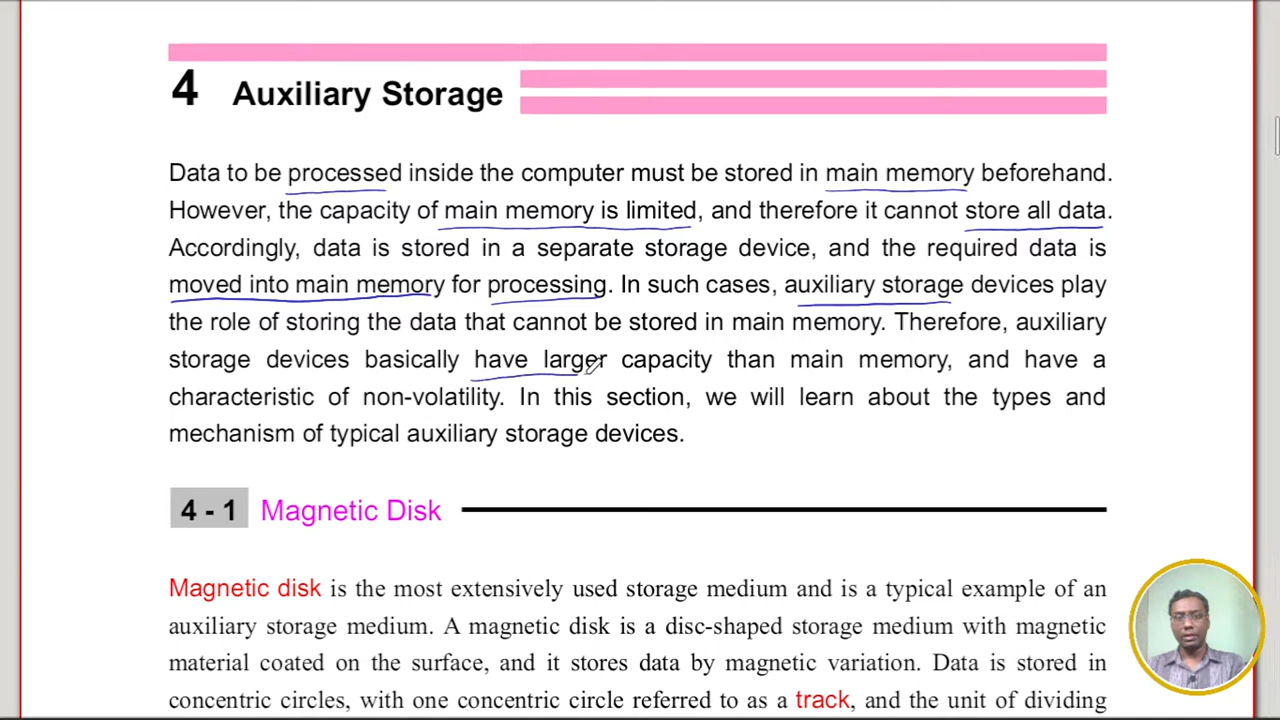 4 Auxiliary Storage
Data to be processed inside the computer must be stored in main memory beforehand.
However, the capacity of main memory is limited, and therefore it cannot store all data.
Accordingly, data is stored in a separate storage device, and the required data is
moved into main memory for processing. In such cases, auxiliary storage devices play
the role of storing the data that cannot be stored in main memory. Therefore, auxiliary
storage devices basically have larger capacity than main memory, and have a
characteristic of non-volatility. In this section, we will learn about the types and
mechanism of typical auxiliary storage devices.
4 - 1 Magnetic Disk
Magnetic disk is the most extensively used storage medium and is a typical example of an
auxiliary storage medium. A magnetic disk is a disc-shaped storage medium with magnetic
material coated on the surface, and it stores data by magnetic variation. Data is stored in
concentric circles, with one concentric circle referred to as a track, and the unit of dividing